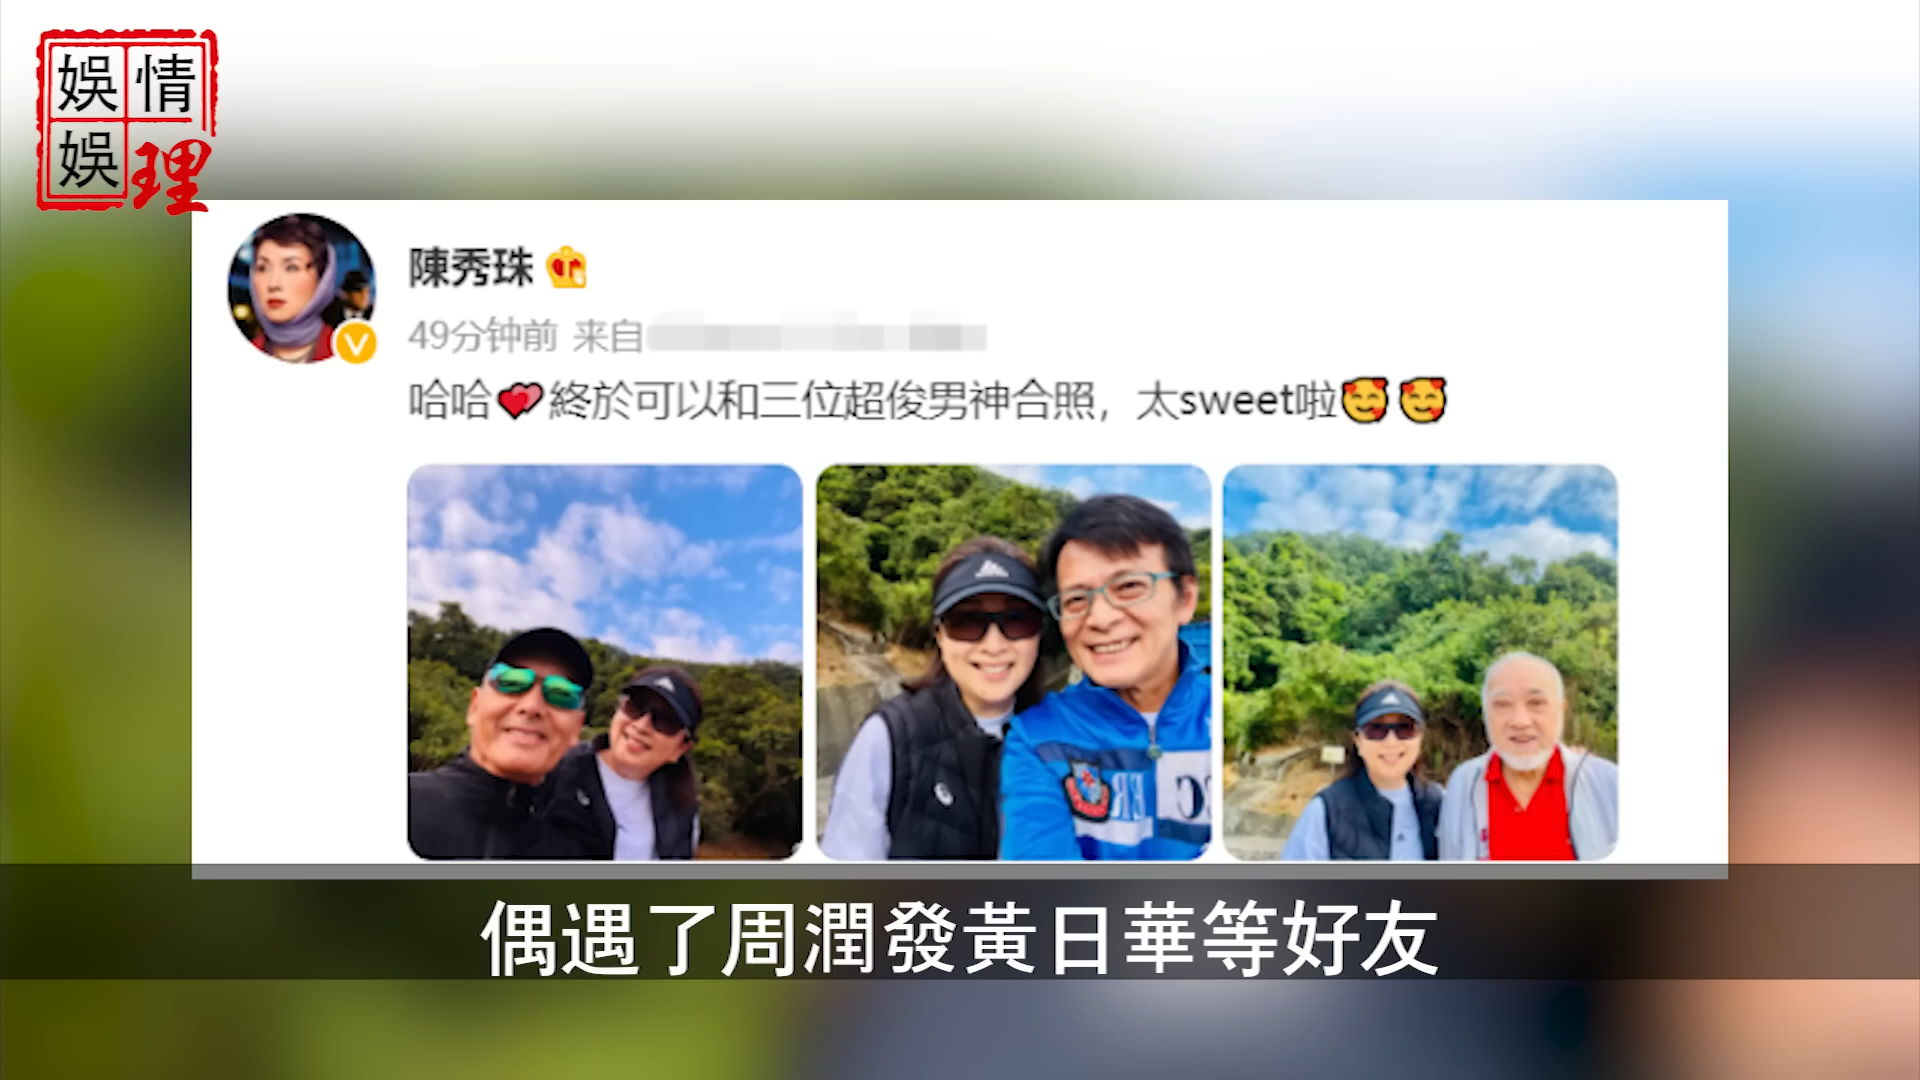 娛情
娛理
陳秀珠
49分钟前 来自
哈哈💕終於可以和三位超俊男神合照，太sweet啦🥰🥰
偶遇了周潤發黃日華等好友